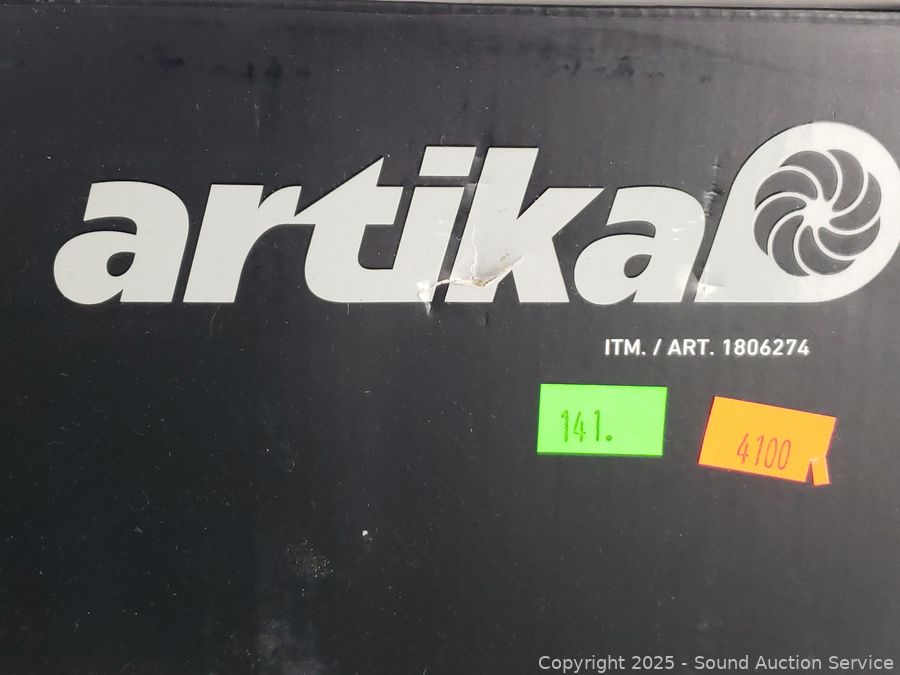 artika
ITM. / ART. 1806274
141.
4100
Copyright 2025 - Sound Auction Service